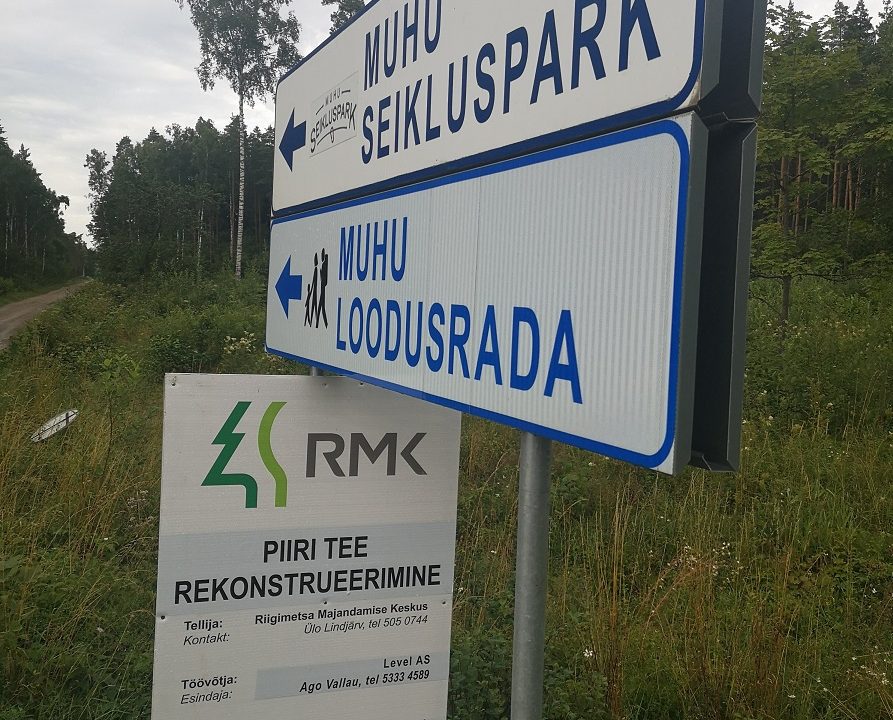 MUHU
SEIKLUSPARK
MUHU
SEIKLUSPARK
MUHU
LOODUSRADA
RMK
PIIRI TEE
REKONSTRUEERIMINE
Tellija: Riigimetsa Majandamise Keskus
Kontakt: Ülo Lindjärv, tel 505 0744
Töövõtja: Level AS
Esindaja: Ago Vallau, tel 5333 4589